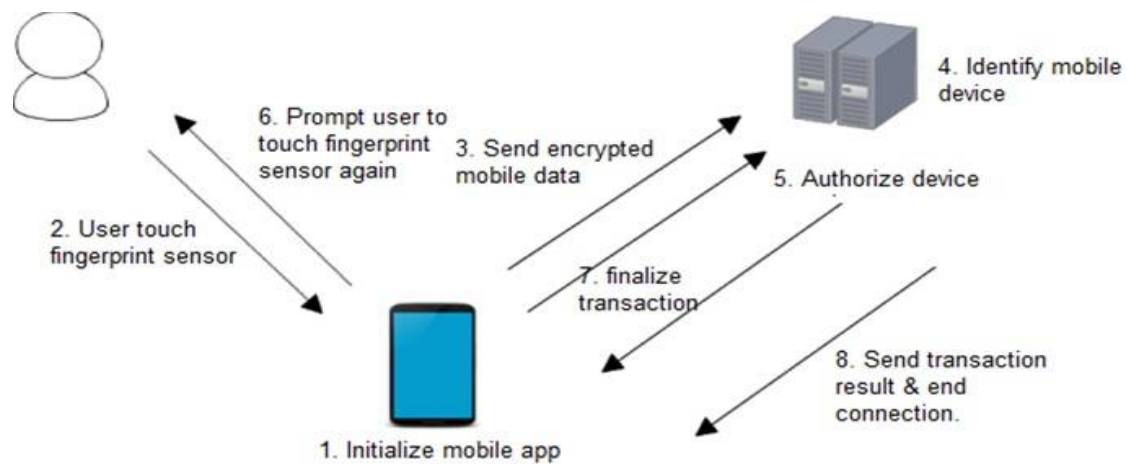 4. Identify mobile
device
6. Prompt user to
touch fingerprint
sensor again
3. Send encrypted
mobile data
5. Authorize device
2. User touch
fingerprint sensor
7. finalize
transaction
8. Send transaction
result & end
connection.
1. Initialize mobile app